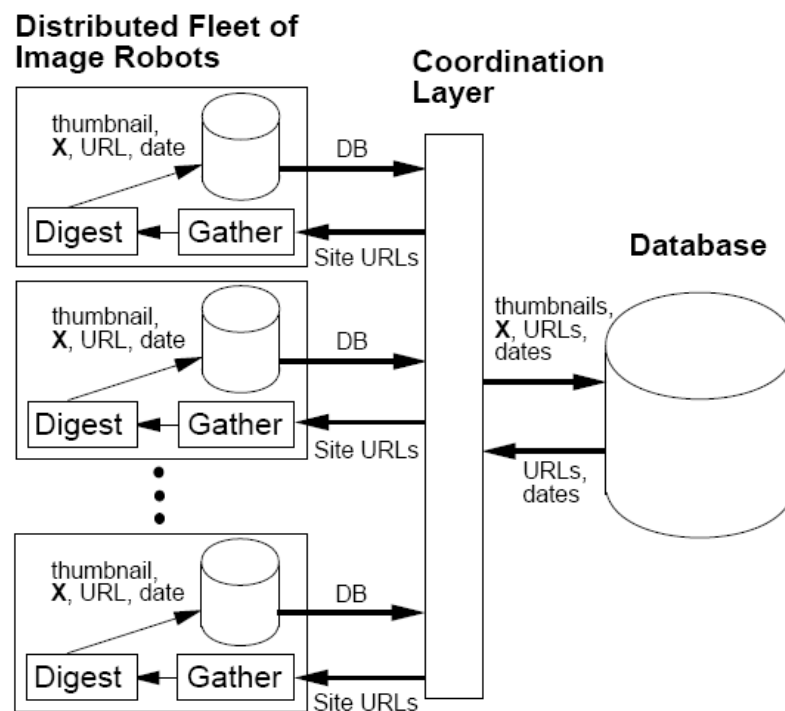 Distributed Fleet of
Image Robots
Coordination
Layer
thumbnail,
X, URL, date
DB
Digest
Gather
Site URLs
Database
thumbnail,
X, URL, date
DB
Digest
Gather
Site URLs
thumbnails,
X, URLs,
dates
URLs,
dates
thumbnail,
X, URL, date
DB
Digest
Gather
Site URLs